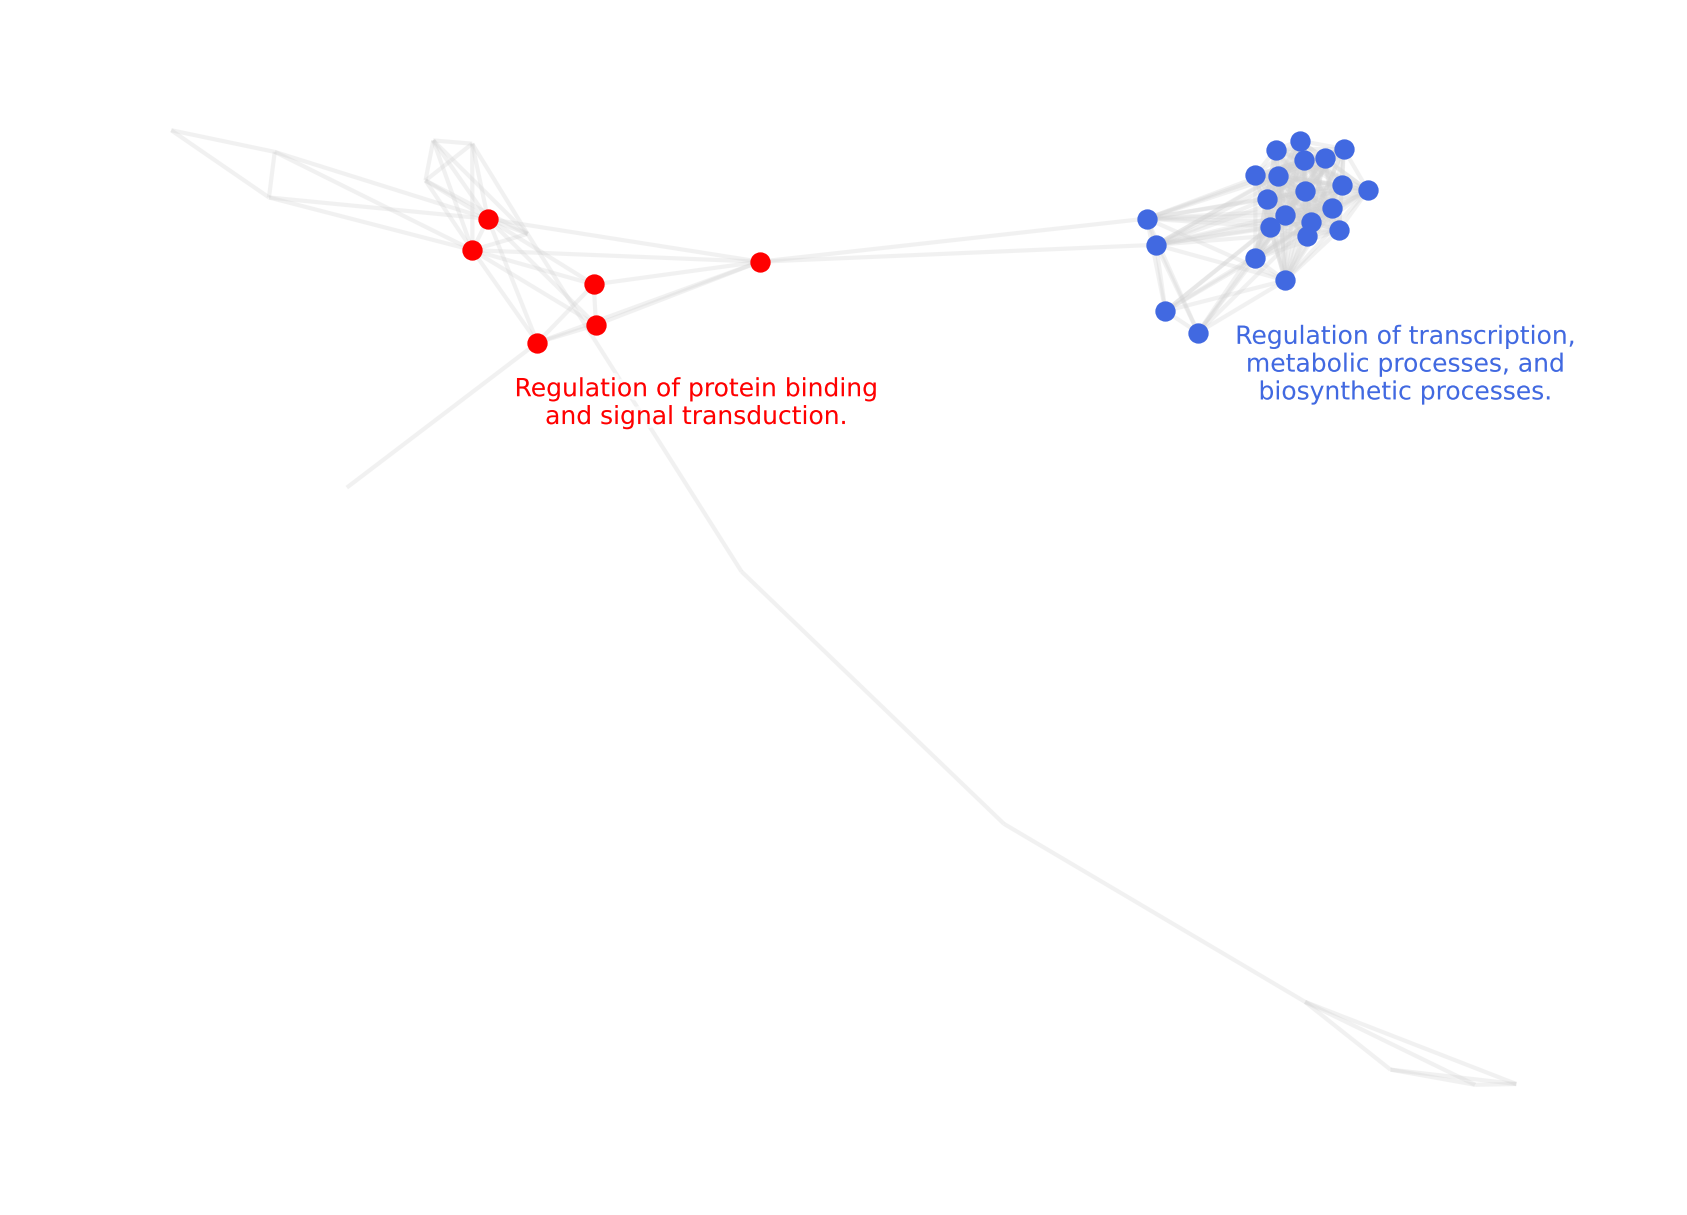 Regulation of transcription,
metabolic processes, and
biosynthetic processes.
Regulation of protein binding
and signal transduction.